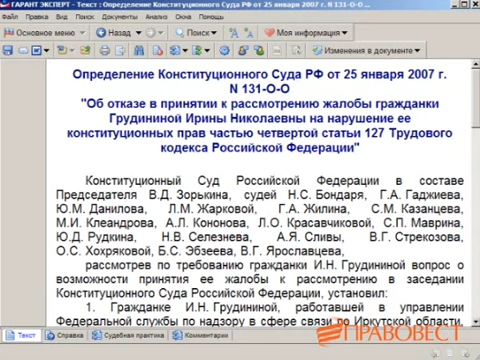 ГАРАНТ ЭКСПЕРТ - Текст : Определение Конституционного Суда РФ от 25 января 2007 г. N 131-О-О
Файл Правка Вид Поиск Документы Анализ Окна Помощь
Основное меню Назад Поиск Моя информация
Изменения в документе
Определение Конституционного Суда РФ от 25 января 2007 г.
N 131-О-О
"Об отказе в принятии к рассмотрению жалобы гражданки
Грудининой Ирины Николаевны на нарушение ее
конституционных прав частью четвертой статьи 127 Трудового
кодекса Российской Федерации"
Конституционный Суд Российской Федерации в составе
Председателя В.Д. Зорькина, судей Н.С. Бондаря, Г.А. Гаджиева,
Ю.М. Данилова, Л.М. Жарковой, Г.А. Жилина, С.М. Казанцева,
М.И. Клеандрова, А.Л. Кононова, Л.О. Красавчиковой, С.П. Маврина,
Ю.Д. Рудкина, Н.В. Селезнева, А.Я. Сливы, В.Г. Стрекозова,
О.С. Хохряковой, Б.С. Эбзеева, В.Г. Ярославцева,
рассмотрев по требованию гражданки И.Н. Грудининой вопрос о
возможности принятия ее жалобы к рассмотрению в заседании
Конституционного Суда Российской Федерации, установил:
1. Гражданке И.Н. Грудининой, работавшей в управлении
Федеральной службы по надзору в сфере связи по Иркутской области,
ПРАВОВЕСТ
Текст Справка Судебная практика Комментарии